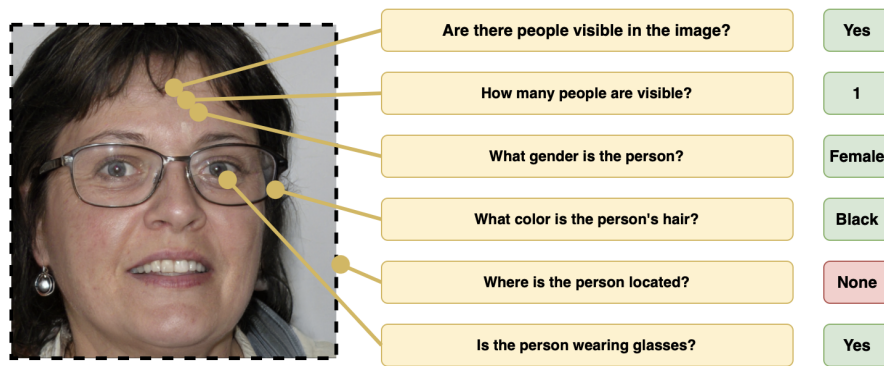 Are there people visible in the image? Yes
How many people are visible? 1
What gender is the person? Female
What color is the person's hair? Black
Where is the person located? None
Is the person wearing glasses? Yes